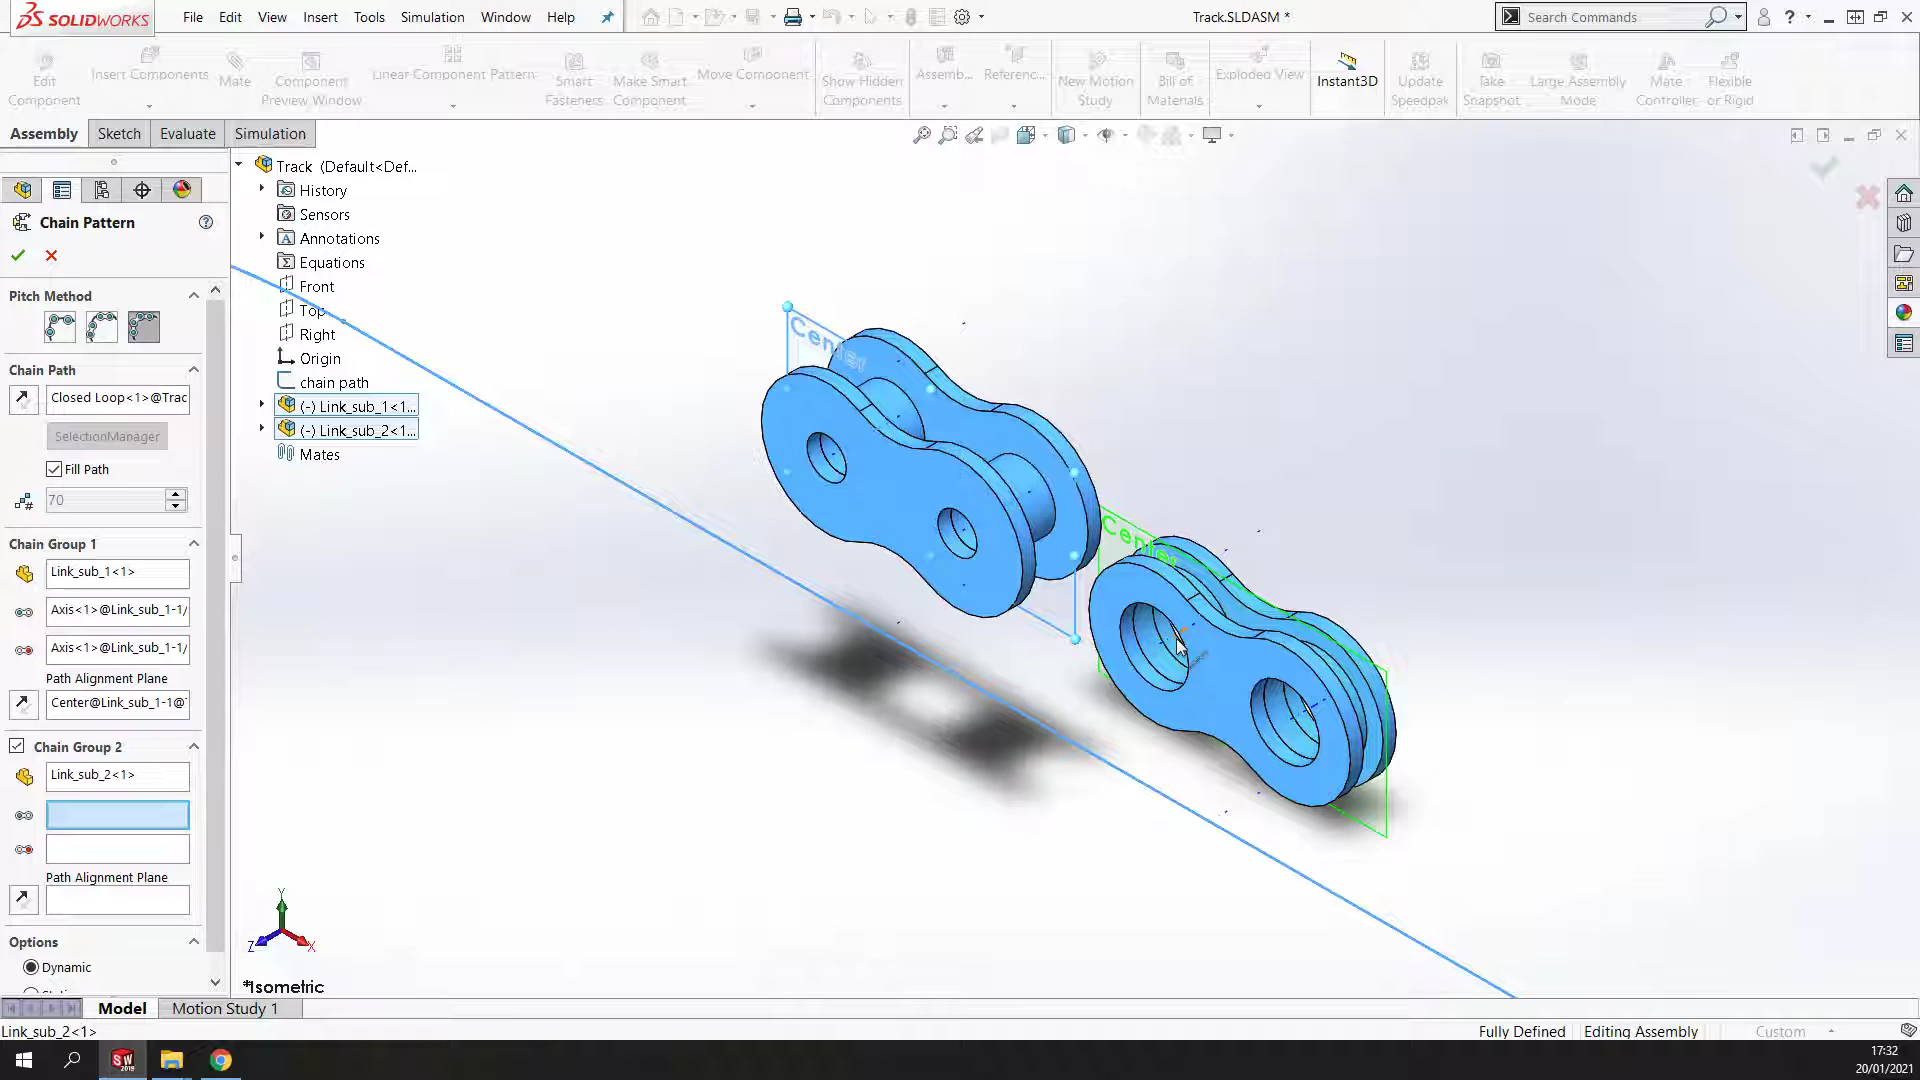 SOLIDWORKS
File Edit View Insert Tools Simulation Window Help
Track.SLDASM *
Search Commands
Edit Component
Insert Components
Mate
Component Preview Window
Linear Component Pattern
Smart Fasteners
Make Smart Component
Move Component
Show Hidden Components
Assemb...
Referenc...
New Motion Study
Bill of Materials
Exploded View
Instant3D
Update Speedpak
Take Snapshot
Large Assembly Mode
Mate Controller
Flexible or Rigid
Assembly Sketch Evaluate Simulation
Track (Default<Def...
History
Sensors
Annotations
Equations
Front
Top
Right
Origin
chain path
(-) Link_sub_1<1...
(-) Link_sub_2<1...
Mates
Chain Pattern
Pitch Method
Chain Path
Closed Loop<1>@Trac
SelectionManager
Fill Path
70
Chain Group 1
Link_sub_1<1>
Axis<1>@Link_sub_1-1/
Axis<1>@Link_sub_1-1/
Path Alignment Plane
Center@Link_sub_1-1@
Chain Group 2
Link_sub_2<1>
Path Alignment Plane
Options
Dynamic
Center
Center
Y
Z
X
*Isometric
Model Motion Study 1
Link_sub_2<1>
Fully Defined Editing Assembly Custom
SW
2019
17:32
20/01/2021